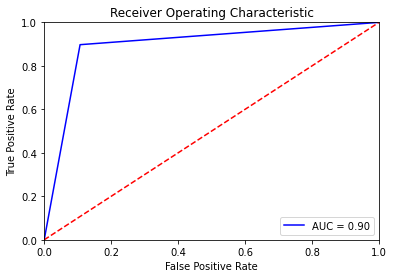 Receiver Operating Characteristic
1.0
0.8
0.6
0.4
0.2
0.0
True Positive Rate
AUC = 0.90
0.0 0.2 0.4 0.6 0.8 1.0
False Positive Rate